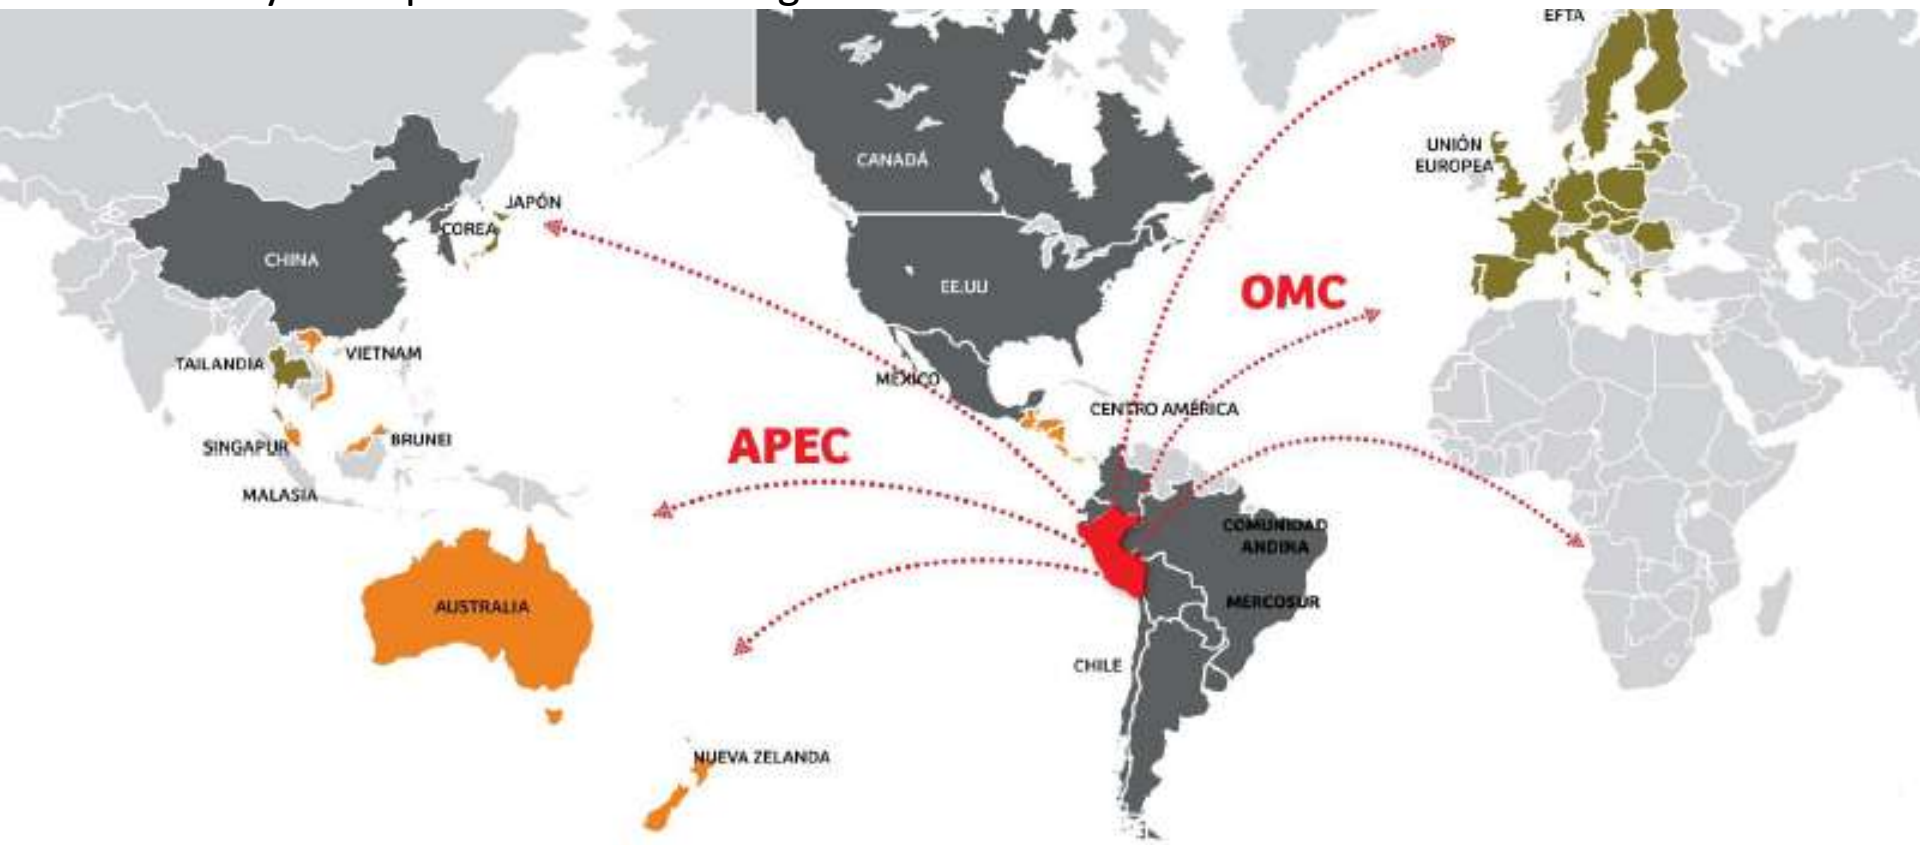 EFTA
CANADÁ
UNIÓN
EUROPEA
JAPÓN
COREA
CHINA
EE.UU
OMC
VIETNAM
TAILANDIA
MÉXICO
CENTRO AMÉRICA
APEC
BRUNEI
SINGAPUR
MALASIA
COMUNIDAD
ANDINA
AUSTRALIA
MERCOSUR
CHILE
NUEVA ZELANDA